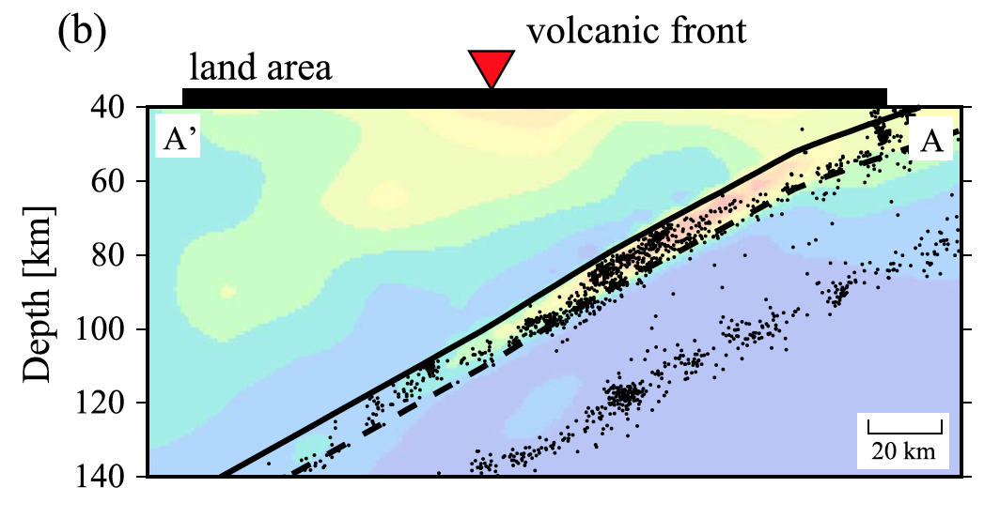 (b)
volcanic front
land area
40
A’
A
60
Depth [km]
80
100
120
20 km
140